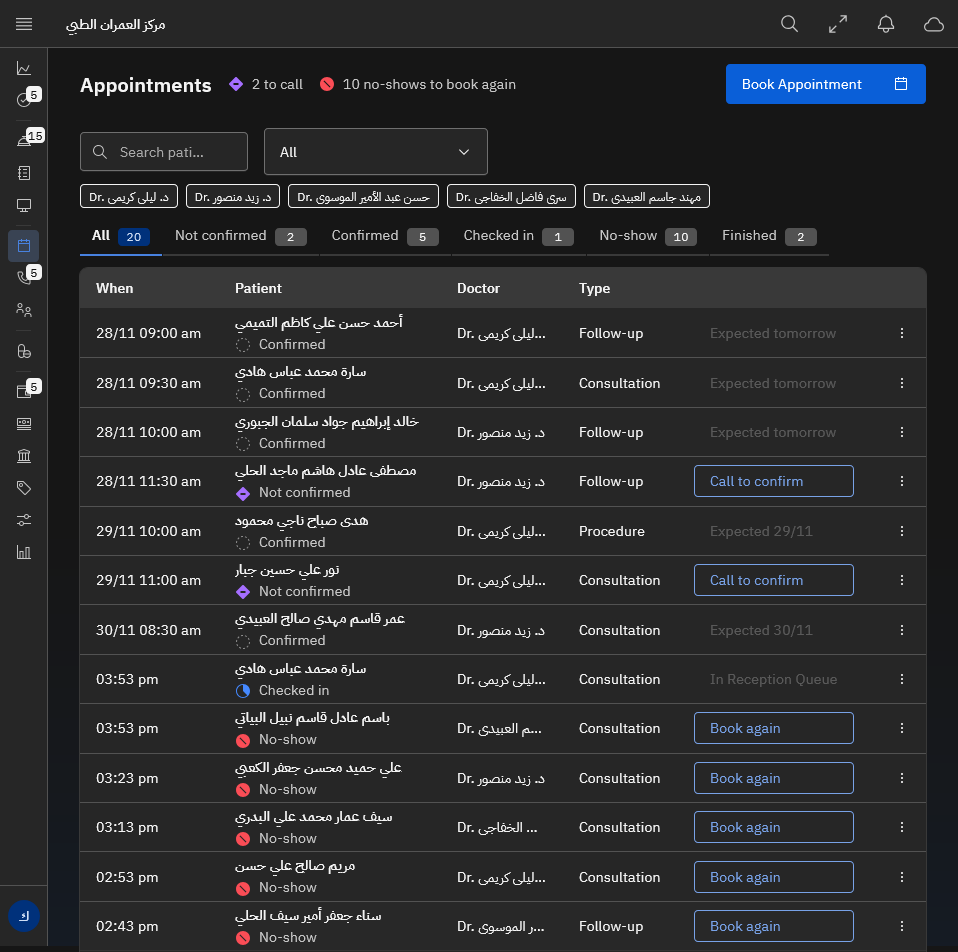 مركز العمران الطبي
Appointments 2 to call 10 no-shows to book again Book Appointment
5
15
5
5
Search pati... All
Dr. د. ليلى كريمي Dr. د. زيد منصور Dr. حسن عبد الأمير الموسوي Dr. سرى فاضل الخفاجي Dr. مهند جاسم العبيدي
All 20 Not confirmed 2 Confirmed 5 Checked in 1 No-show 10 Finished 2
When Patient Doctor Type
28/11 09:00 am أحمد حسن علي كاظم التميمي Dr. ليلى كريمي... Follow-up Expected tomorrow
Confirmed
28/11 09:30 am سارة محمد عباس هادي Dr. ليلى كريمي... Consultation Expected tomorrow
Confirmed
28/11 10:00 am خالد إبراهيم جواد سلمان الجبوري Dr. د. زيد منصور Follow-up Expected tomorrow
Confirmed
28/11 11:30 am مصطفى عادل هاشم ماجد الحلي Dr. د. زيد منصور Follow-up Call to confirm
Not confirmed
29/11 10:00 am هدى صباح ناجي محمود Dr. ليلى كريمي... Procedure Expected 29/11
Confirmed
29/11 11:00 am نور علي حسين جبار Dr. ليلى كريمي... Consultation Call to confirm
Not confirmed
30/11 08:30 am عمر قاسم مهدي صالح العبيدي Dr. د. زيد منصور Consultation Expected 30/11
Confirmed
03:53 pm سارة محمد عباس هادي Dr. ليلى كريمي... Consultation In Reception Queue
Checked in
03:53 pm باسم عادل قاسم نبيل البياتي Dr. م العبيدي... Consultation Book again
No-show
03:23 pm علي حميد محسن جعفر الكعبي Dr. د. زيد منصور Consultation Book again
No-show
03:13 pm سيف عمار محمد علي البدري Dr. الخفاجي ... Consultation Book again
No-show
02:53 pm مريم صالح علي حسن Dr. ليلى كريمي... Consultation Book again
No-show
02:43 pm سناء جعفر أمير سيف الحلي Dr. ر الموسوي... Follow-up Book again
No-show
ك